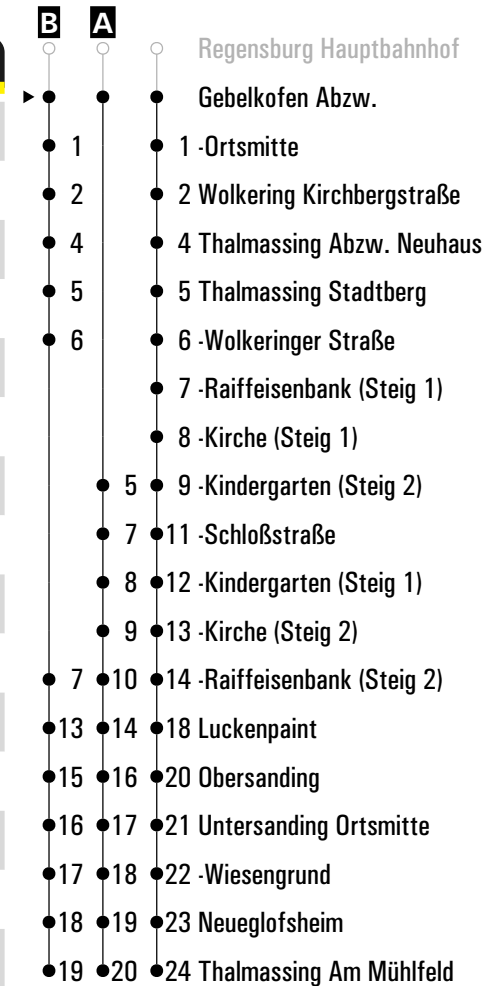 B A
Regensburg Hauptbahnhof
Gebelkofen Abzw.
1 1 -Ortsmitte
2 2 Wolkering Kirchbergstraße
4 4 Thalmassing Abzw. Neuhaus
5 5 Thalmassing Stadtberg
6 6 -Wolkeringer Straße
7 -Raiffeisenbank (Steig 1)
8 -Kirche (Steig 1)
5 9 -Kindergarten (Steig 2)
7 11 -Schloßstraße
8 12 -Kindergarten (Steig 1)
9 13 -Kirche (Steig 2)
7 10 14 -Raiffeisenbank (Steig 2)
13 14 18 Luckenpaint
15 16 20 Obersanding
16 17 21 Untersanding Ortsmitte
17 18 22 -Wiesengrund
18 19 23 Neueglofsheim
19 20 24 Thalmassing Am Mühlfeld